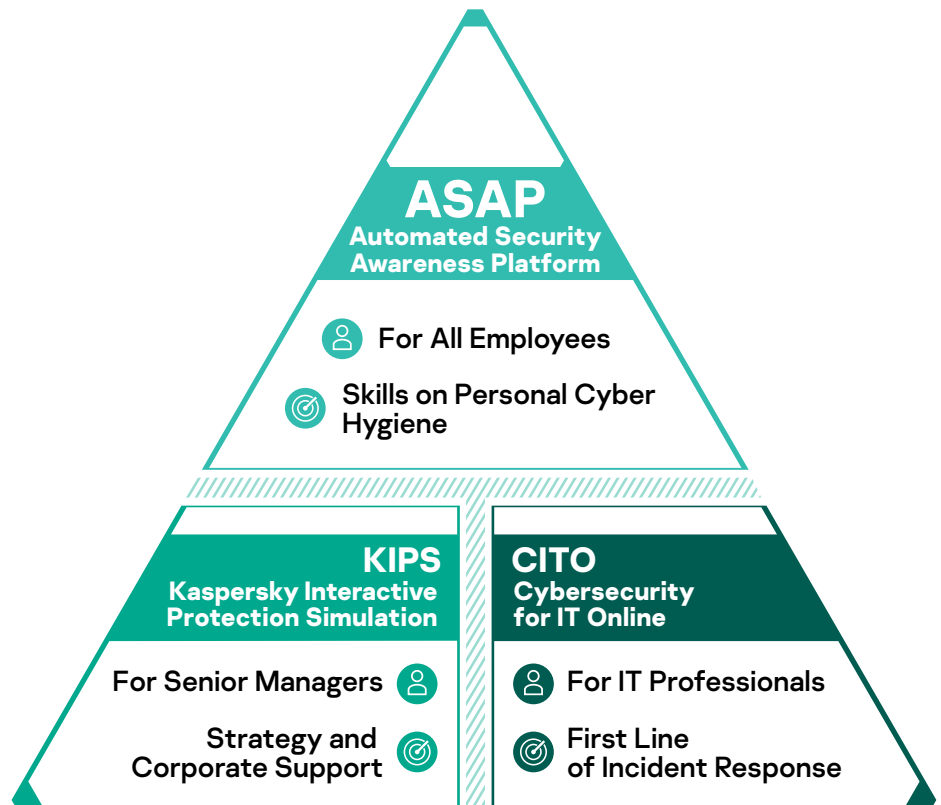 ASAP
Automated Security
Awareness Platform
For All Employees
Skills on Personal Cyber
Hygiene
KIPS
Kaspersky Interactive
Protection Simulation
For Senior Managers
Strategy and
Corporate Support
CITO
Cybersecurity
for IT Online
For IT Professionals
First Line
of Incident Response